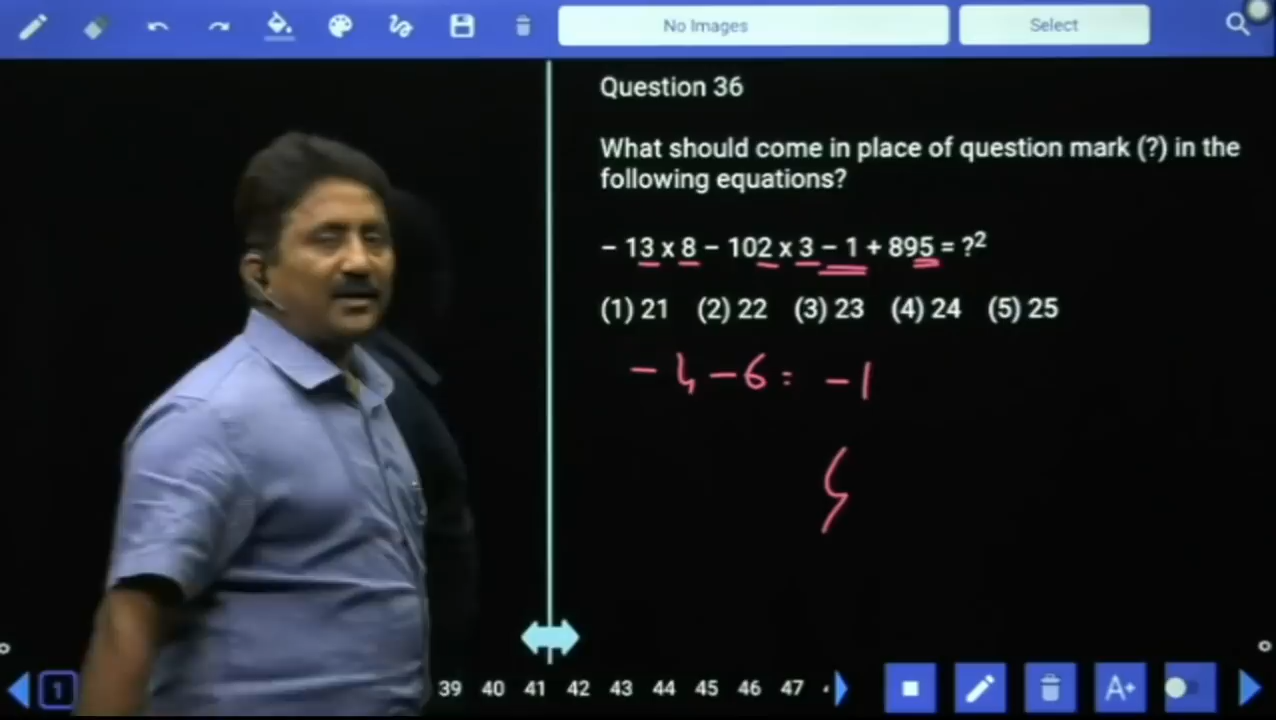 No Images
Select
Question 36
What should come in place of question mark (?) in the
following equations?
– 13 x 8 – 102 x 3 – 1 + 895 = ?²
(1) 21 (2) 22 (3) 23 (4) 24 (5) 25
– 4 – 6 = – 1
1 39 40 41 42 43 44 45 46 47
A+